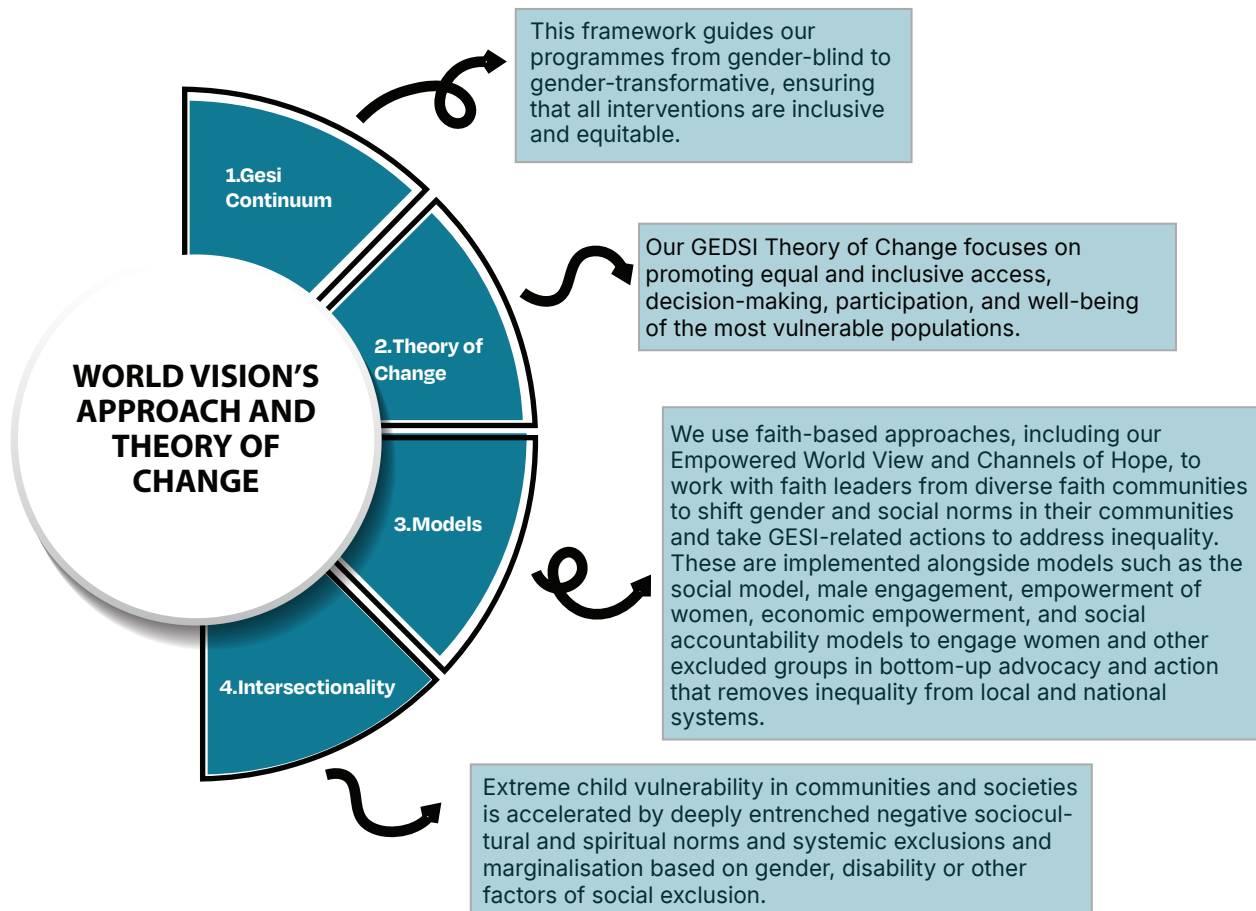 WORLD VISION'S
APPROACH AND
THEORY OF
CHANGE
1.Gesi
Continuum
This framework guides our
programmes from gender-blind to
gender-transformative, ensuring
that all interventions are inclusive
and equitable.
2.Theory of
Change
Our GEDSI Theory of Change focuses on
promoting equal and inclusive access,
decision-making, participation, and well-being
of the most vulnerable populations.
3.Models
We use faith-based approaches, including our
Empowered World View and Channels of Hope, to
work with faith leaders from diverse faith communities
to shift gender and social norms in their communities
and take GESI-related actions to address inequality.
These are implemented alongside models such as the
social model, male engagement, empowerment of
women, economic empowerment, and social
accountability models to engage women and other
excluded groups in bottom-up advocacy and action
that removes inequality from local and national
systems.
4.Intersectionality
Extreme child vulnerability in communities and societies
is accelerated by deeply entrenched negative sociocul-
tural and spiritual norms and systemic exclusions and
marginalisation based on gender, disability or other
factors of social exclusion.